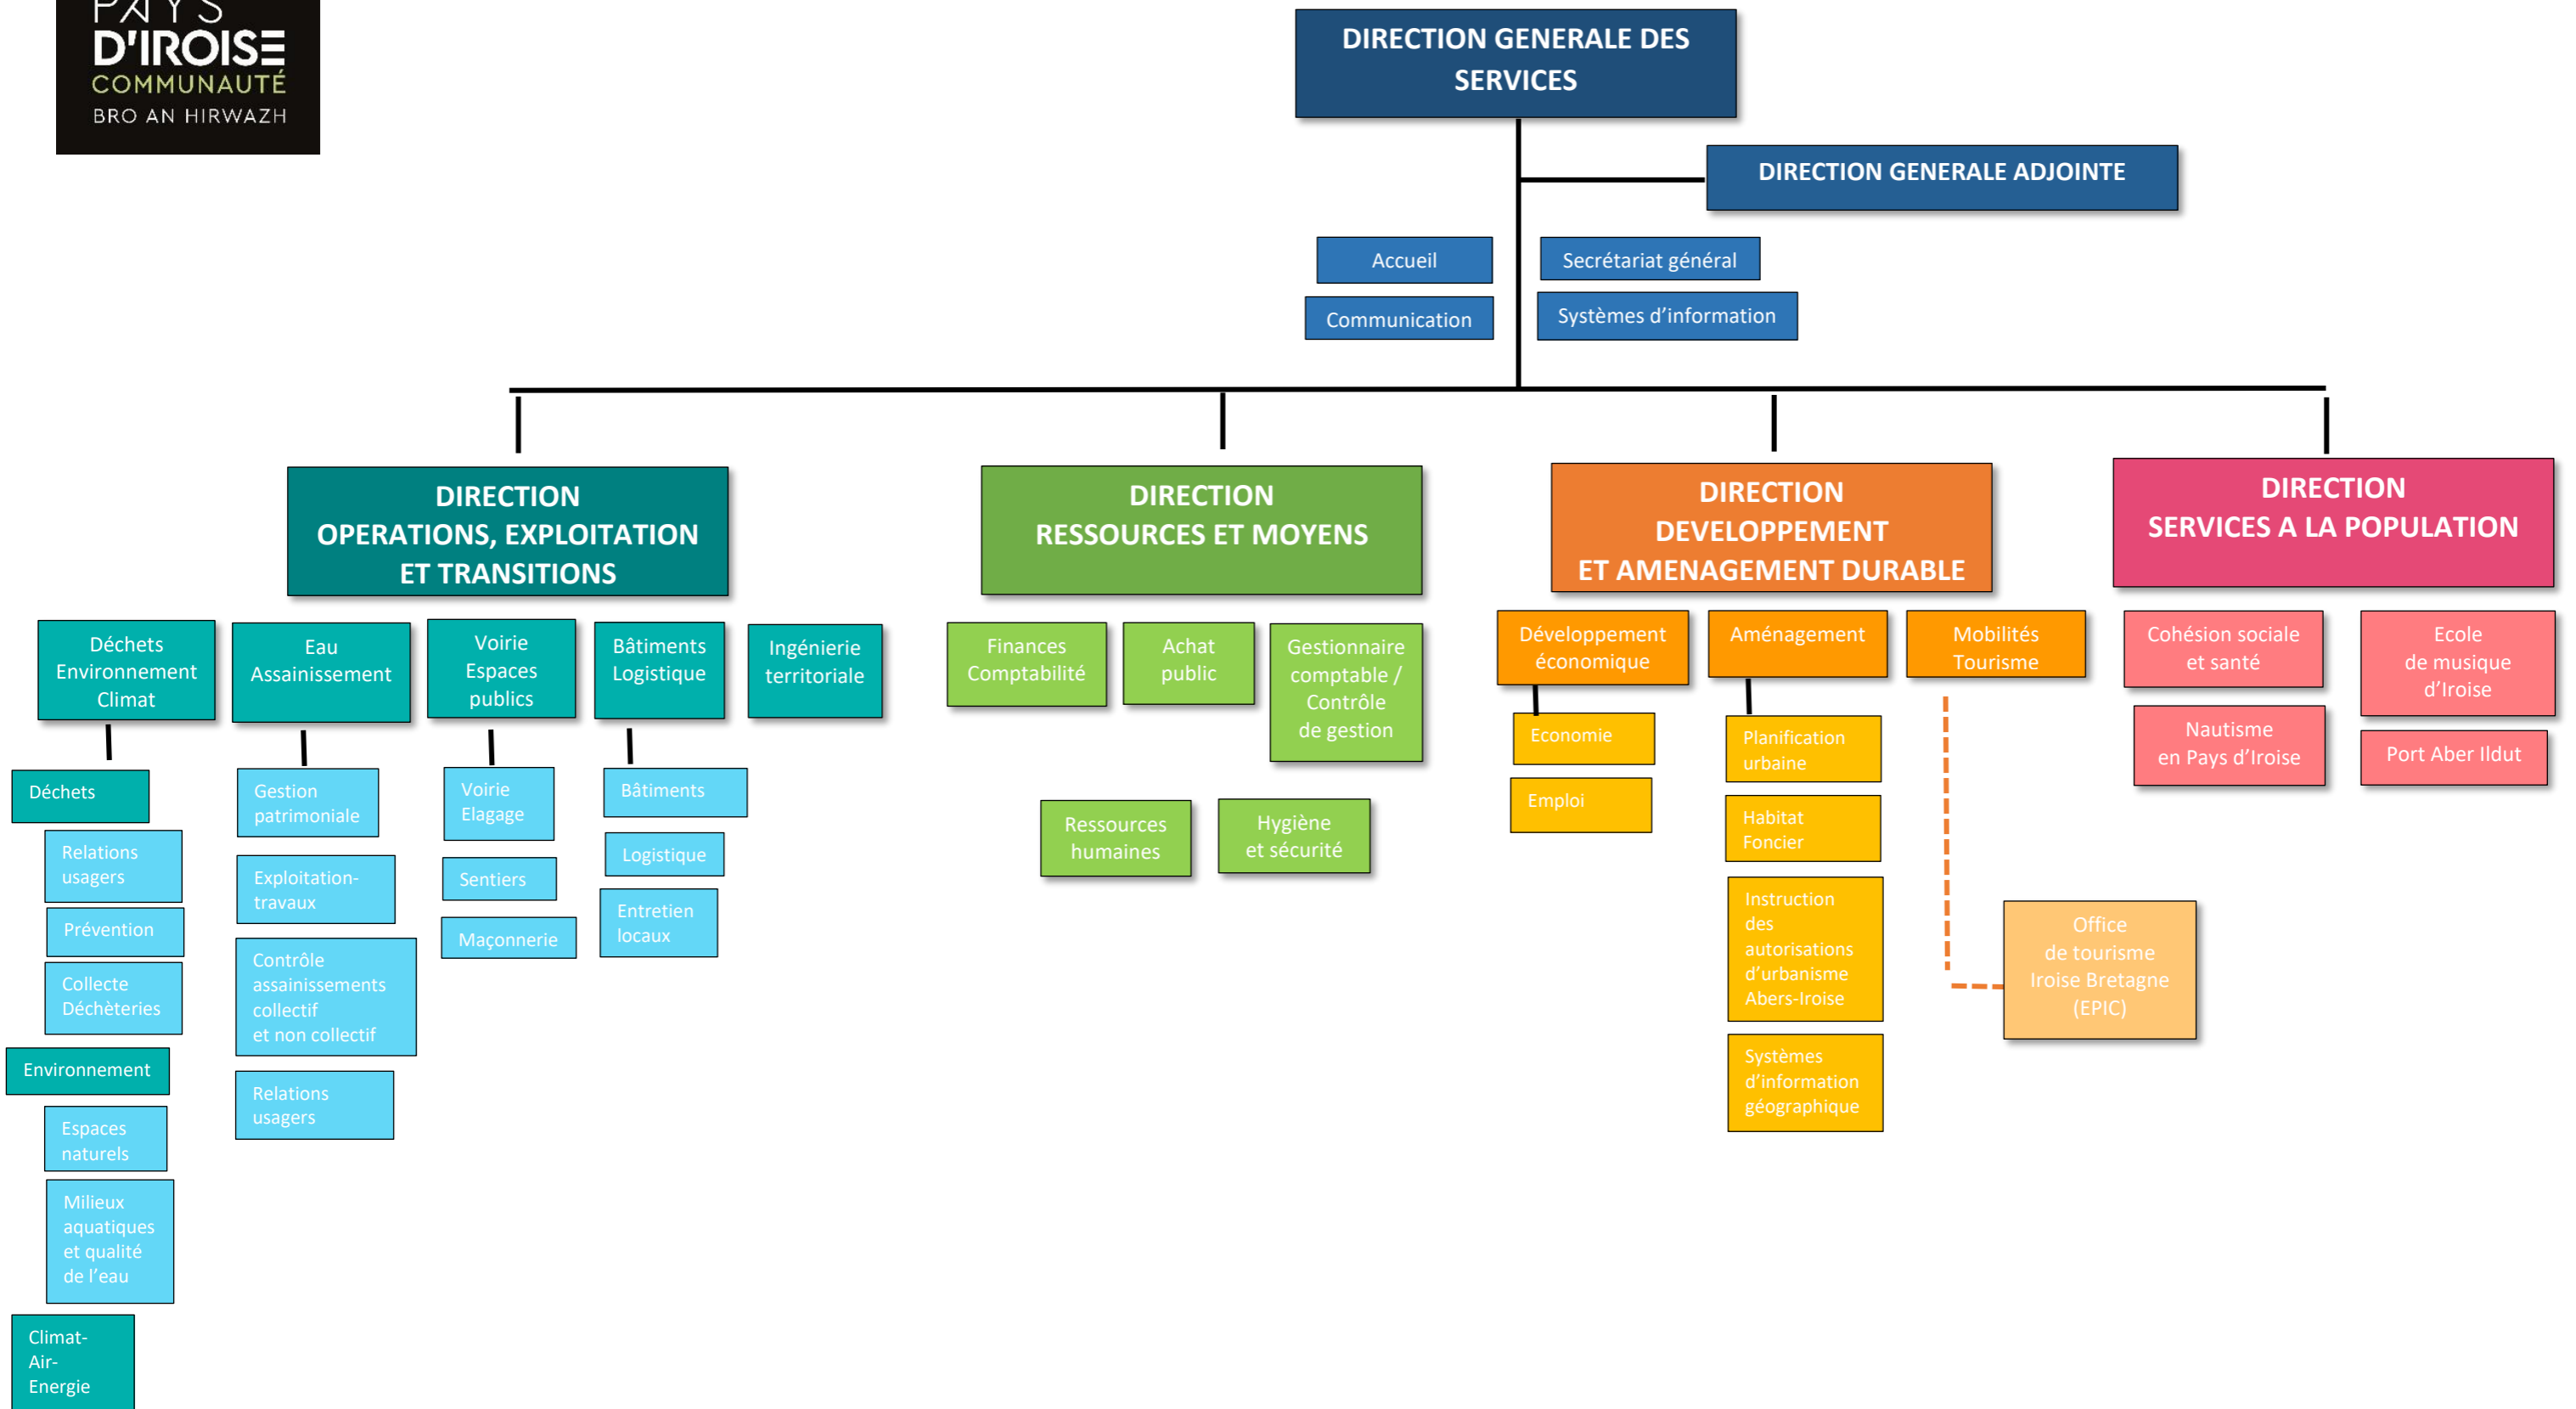 PAYS
D'IROISE
COMMUNAUTÉ
BRO AN HIRWAZH
DIRECTION GENERALE DES
SERVICES
DIRECTION GENERALE ADJOINTE
Accueil
Secrétariat général
Communication
Systèmes d'information
DIRECTION
OPERATIONS, EXPLOITATION
ET TRANSITIONS
DIRECTION
RESSOURCES ET MOYENS
DIRECTION
DEVELOPPEMENT
ET AMENAGEMENT DURABLE
DIRECTION
SERVICES A LA POPULATION
Déchets
Environnement
Climat
Eau
Assainissement
Voirie
Espaces
publics
Bâtiments
Logistique
Ingénierie
territoriale
Déchets
Relations
usagers
Prévention
Collecte
Déchèteries
Environnement
Espaces
naturels
Milieux
aquatiques
et qualité
de l'eau
Climat-
Air-
Energie
Gestion
patrimoniale
Exploitation-
travaux
Contrôle
assainissements
collectif
et non collectif
Relations
usagers
Voirie
Elagage
Sentiers
Maçonnerie
Bâtiments
Logistique
Entretien
locaux
Finances
Comptabilité
Achat
public
Gestionnaire
comptable /
Contrôle
de gestion
Ressources
humaines
Hygiène
et sécurité
Développement
économique
Aménagement
Mobilités
Tourisme
Economie
Emploi
Planification
urbaine
Habitat
Foncier
Instruction
des
autorisations
d'urbanisme
Abers-Iroise
Systèmes
d'information
géographique
Office
de tourisme
Iroise Bretagne
(EPIC)
Cohésion sociale
et santé
Ecole
de musique
d'Iroise
Nautisme
en Pays d'Iroise
Port Aber Ildut